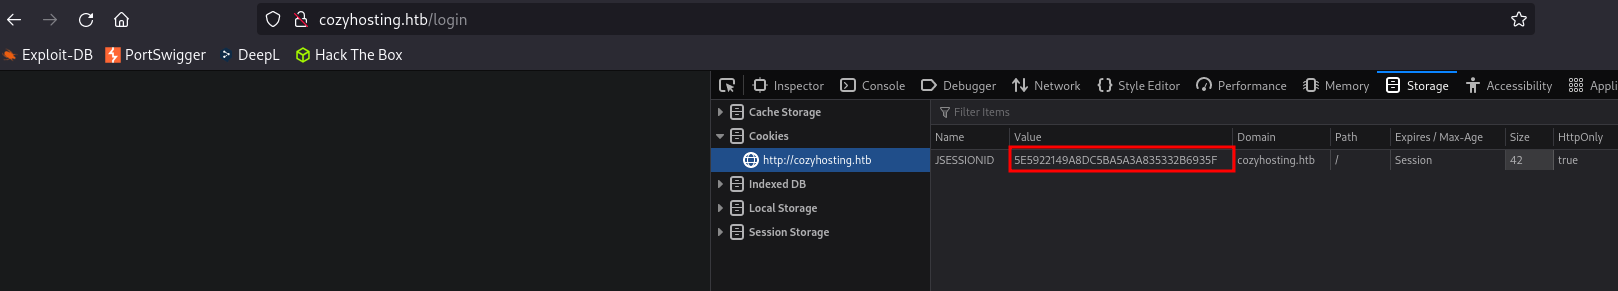 cozyhosting.htb/login
Exploit-DB PortSwigger DeepL Hack The Box
Inspector Console Debugger Network Style Editor Performance Memory Storage Accessibility Appli
Cache Storage
Filter Items
Cookies
Name Value Domain Path Expires / Max-Age Size HttpOnly
http://cozyhosting.htb
JSESSIONID 5E5922149A8DC5BA5A3A835332B6935F cozyhosting.htb / Session 42 true
Indexed DB
Local Storage
Session Storage